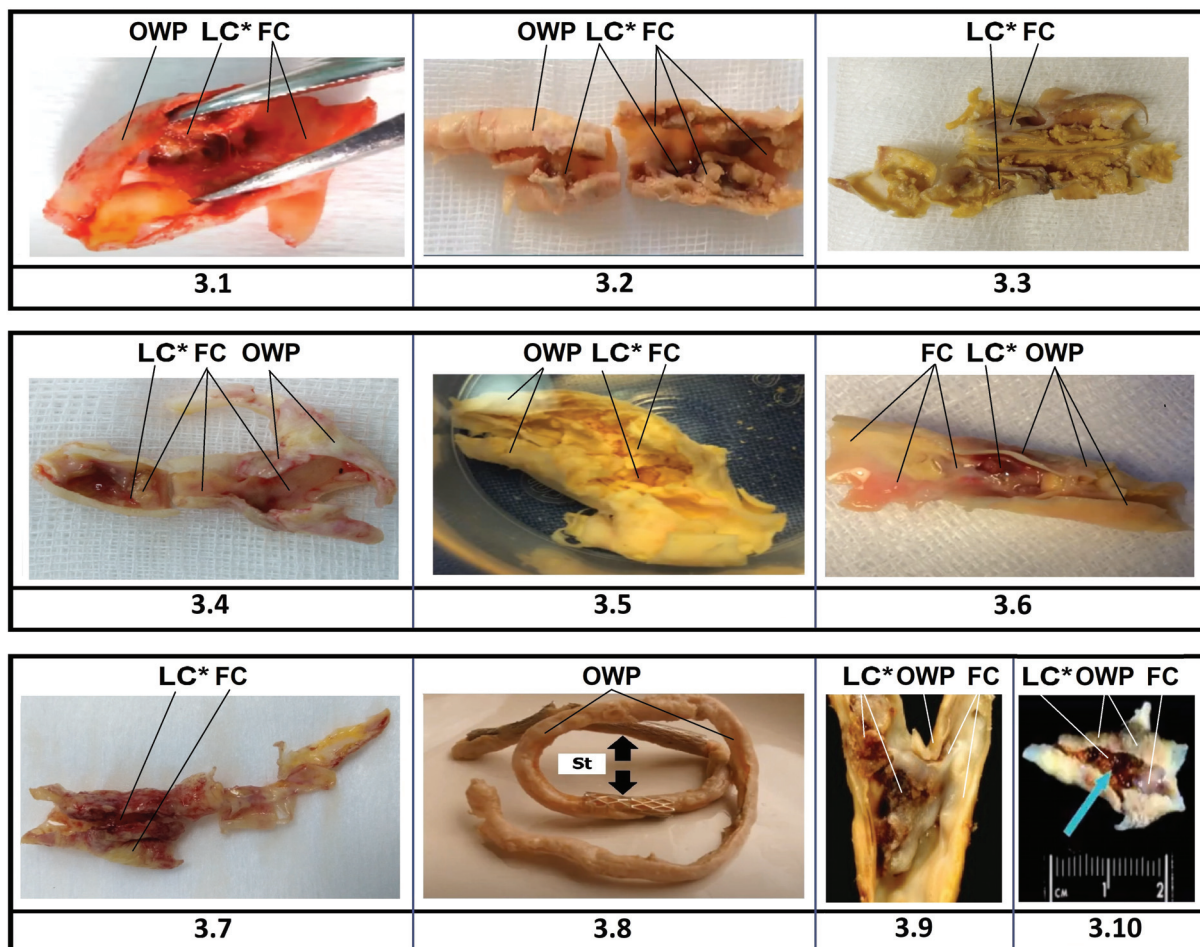 OWP LC* FC
OWP LC* FC
LC* FC
3.1
3.2
3.3
LC* FC OWP
OWP LC* FC
FC LC* OWP
3.4
3.5
3.6
LC* FC
OWP
LC* OWP FC
LC* OWP FC
St
CM 1 2
3.7
3.8
3.9
3.10